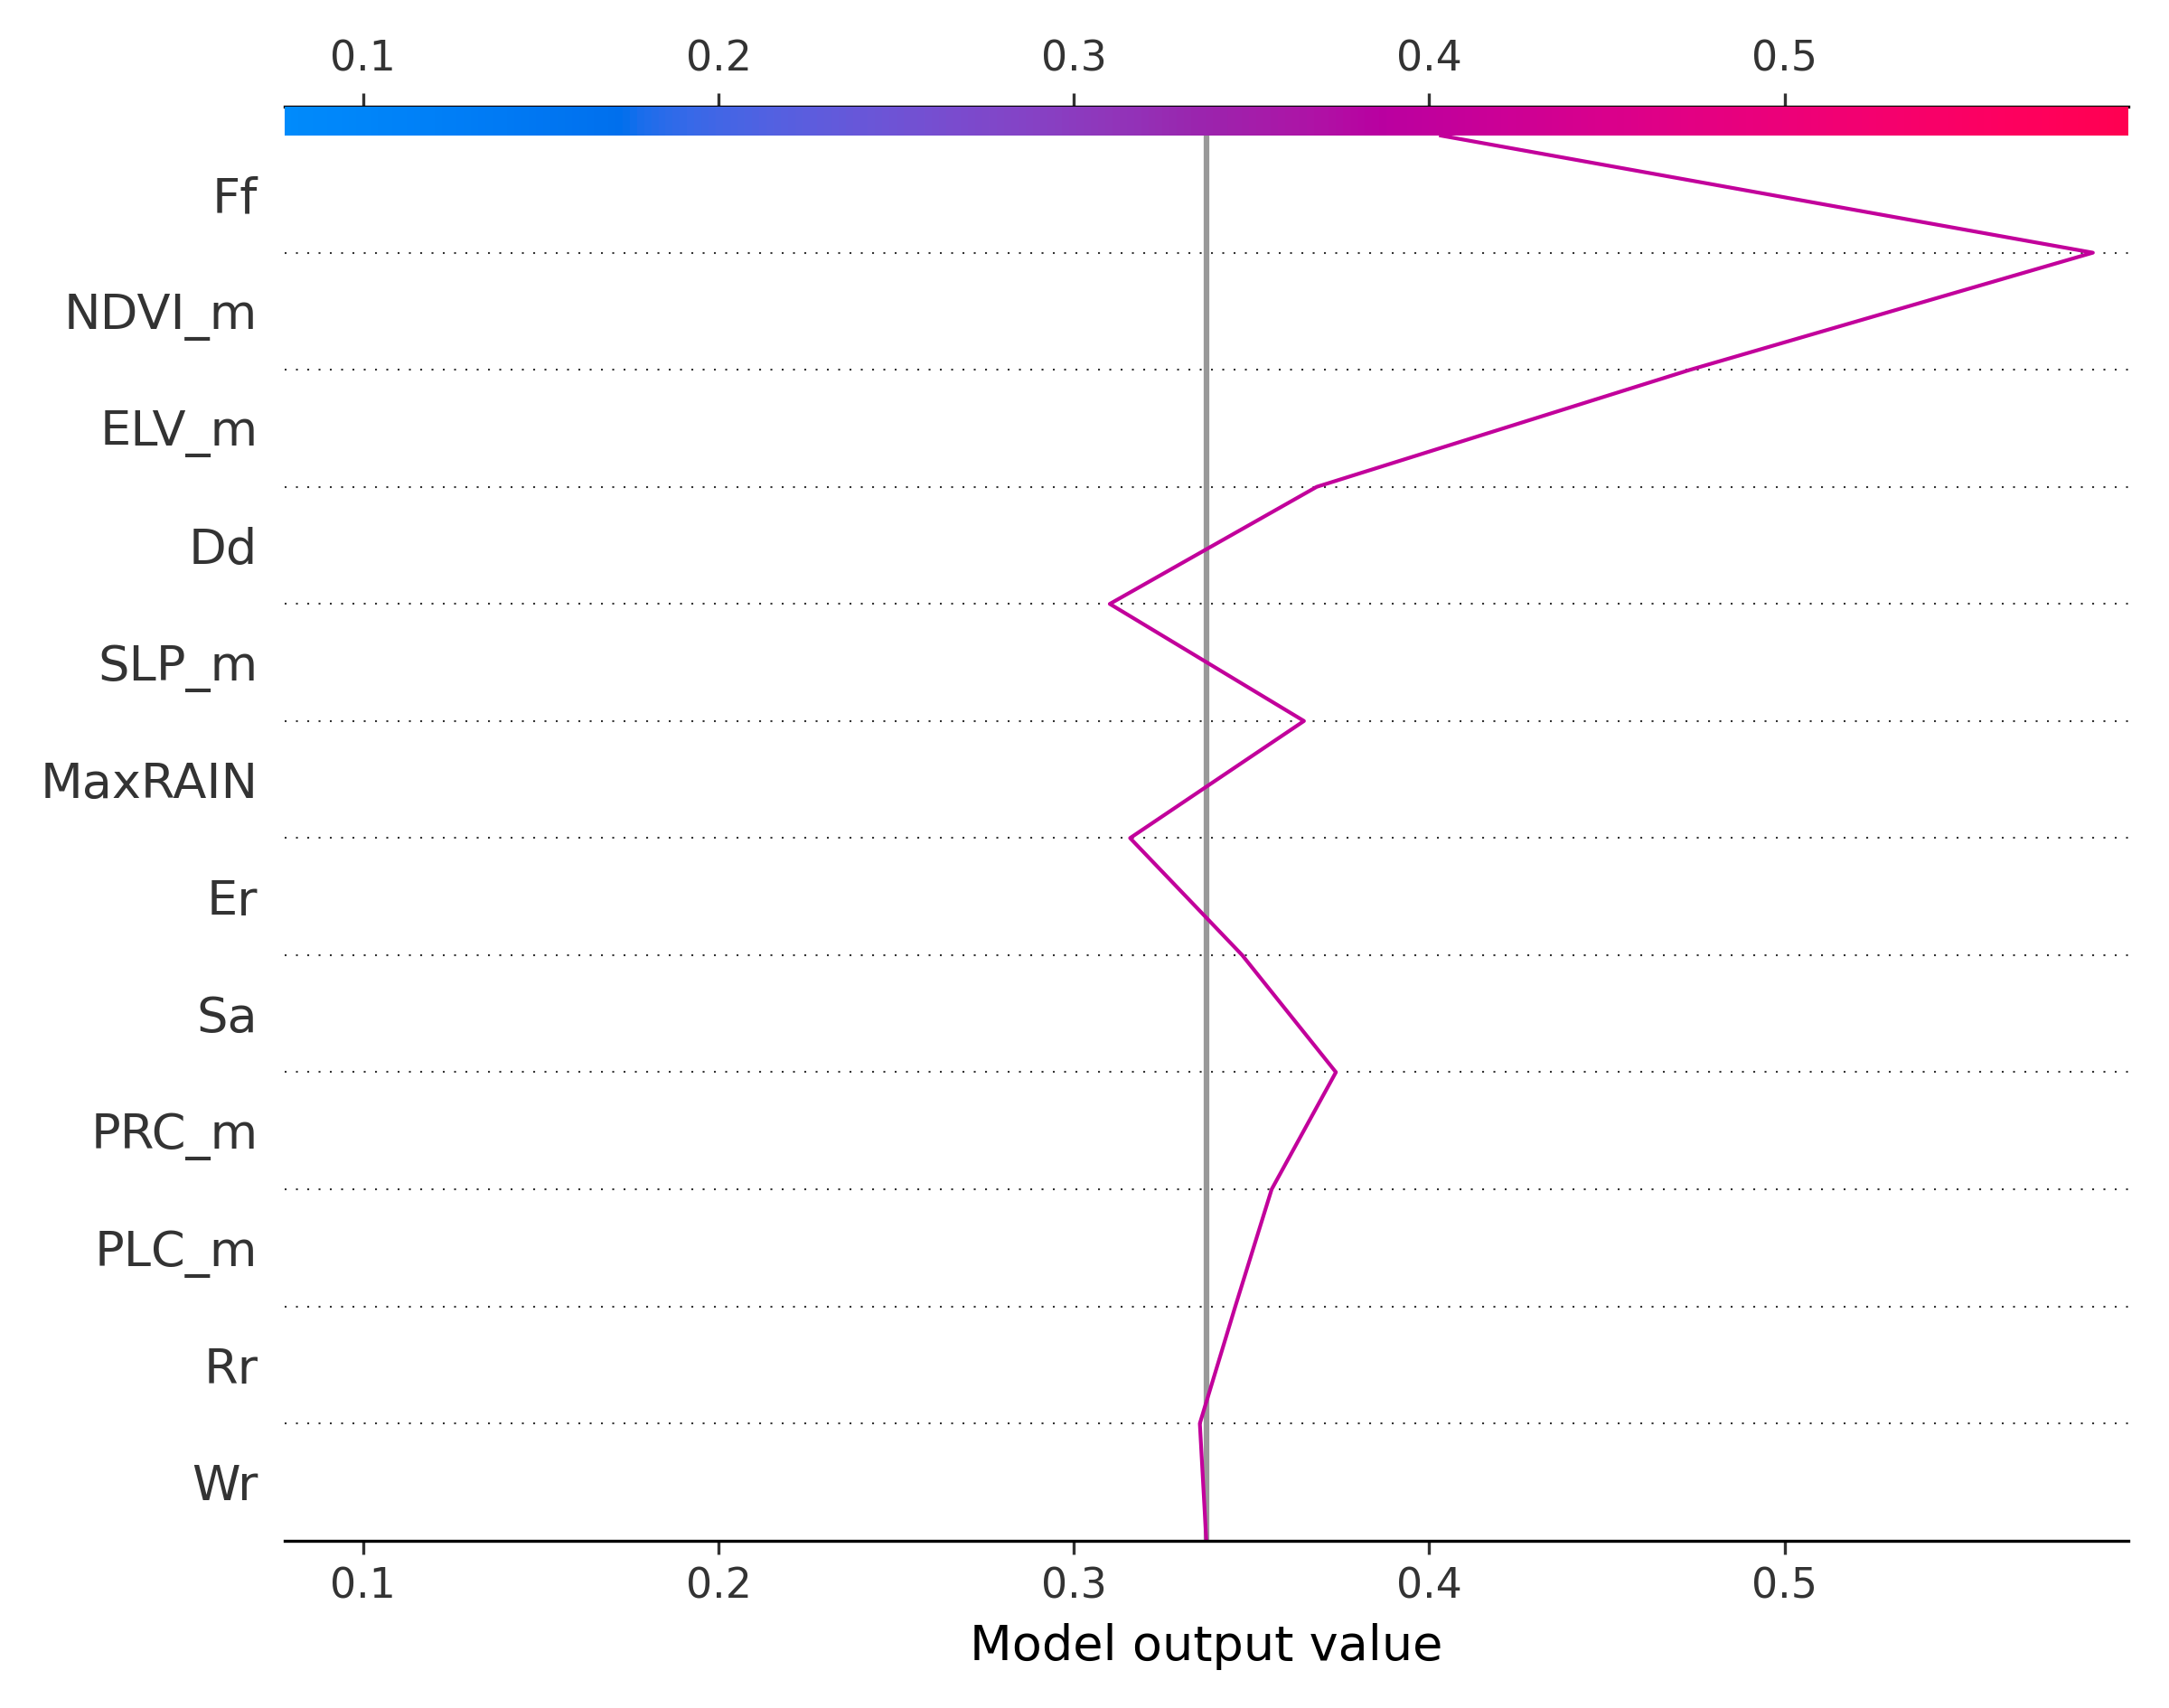 0.1 0.2 0.3 0.4 0.5
Ff
NDVI_m
ELV_m
Dd
SLP_m
MaxRAIN
Er
Sa
PRC_m
PLC_m
Rr
Wr
0.1 0.2 0.3 0.4 0.5
Model output value